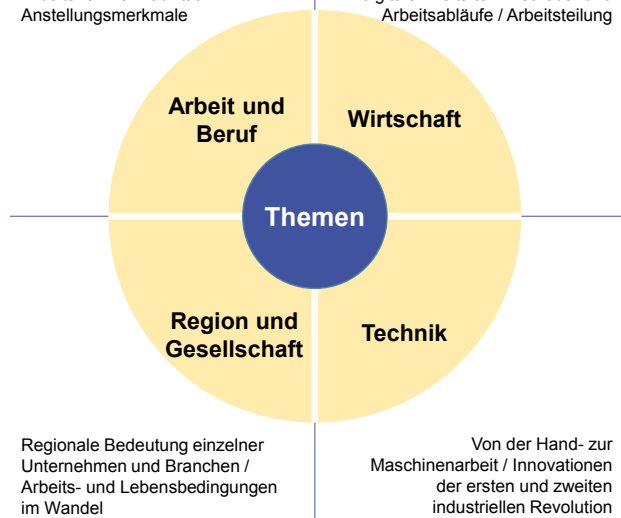 Anstellungsmerkmale
Arbeitsabläufe / Arbeitsteilung
Arbeit und
Beruf
Wirtschaft
Themen
Region und
Gesellschaft
Technik
Regionale Bedeutung einzelner
Unternehmen und Branchen /
Arbeits- und Lebensbedingungen
im Wandel
Von der Hand- zur
Maschinenarbeit / Innovationen
der ersten und zweiten
industriellen Revolution